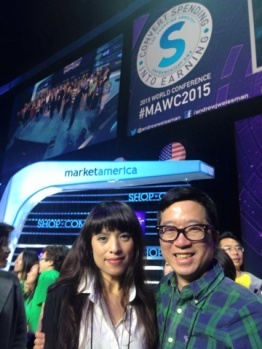 CONVERT SPENDING
S
INTO EARNING
2015 WORLD CONFERENCE
#MAWC2015
@andrewjweissman
/andrewjweissman
marketamerica
SHOP•COM
SHOP•COM